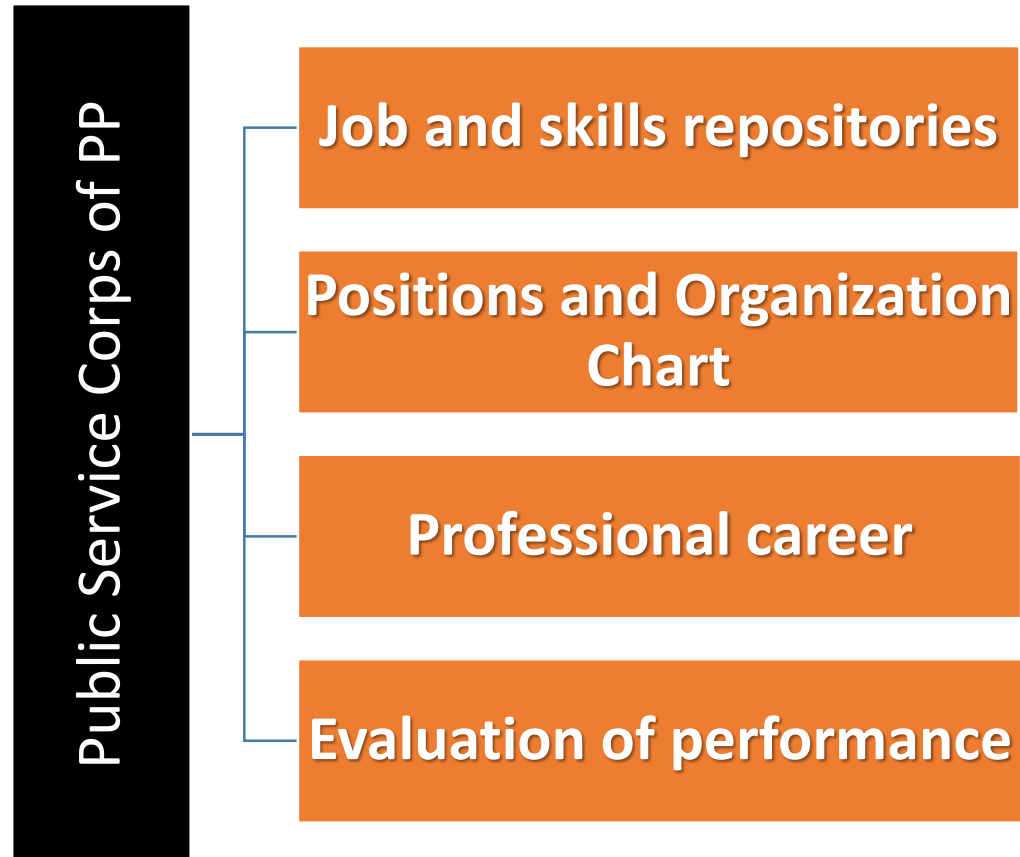 Public Service Corps of PP
Job and skills repositories
Positions and Organization
Chart
Professional career
Evaluation of performance